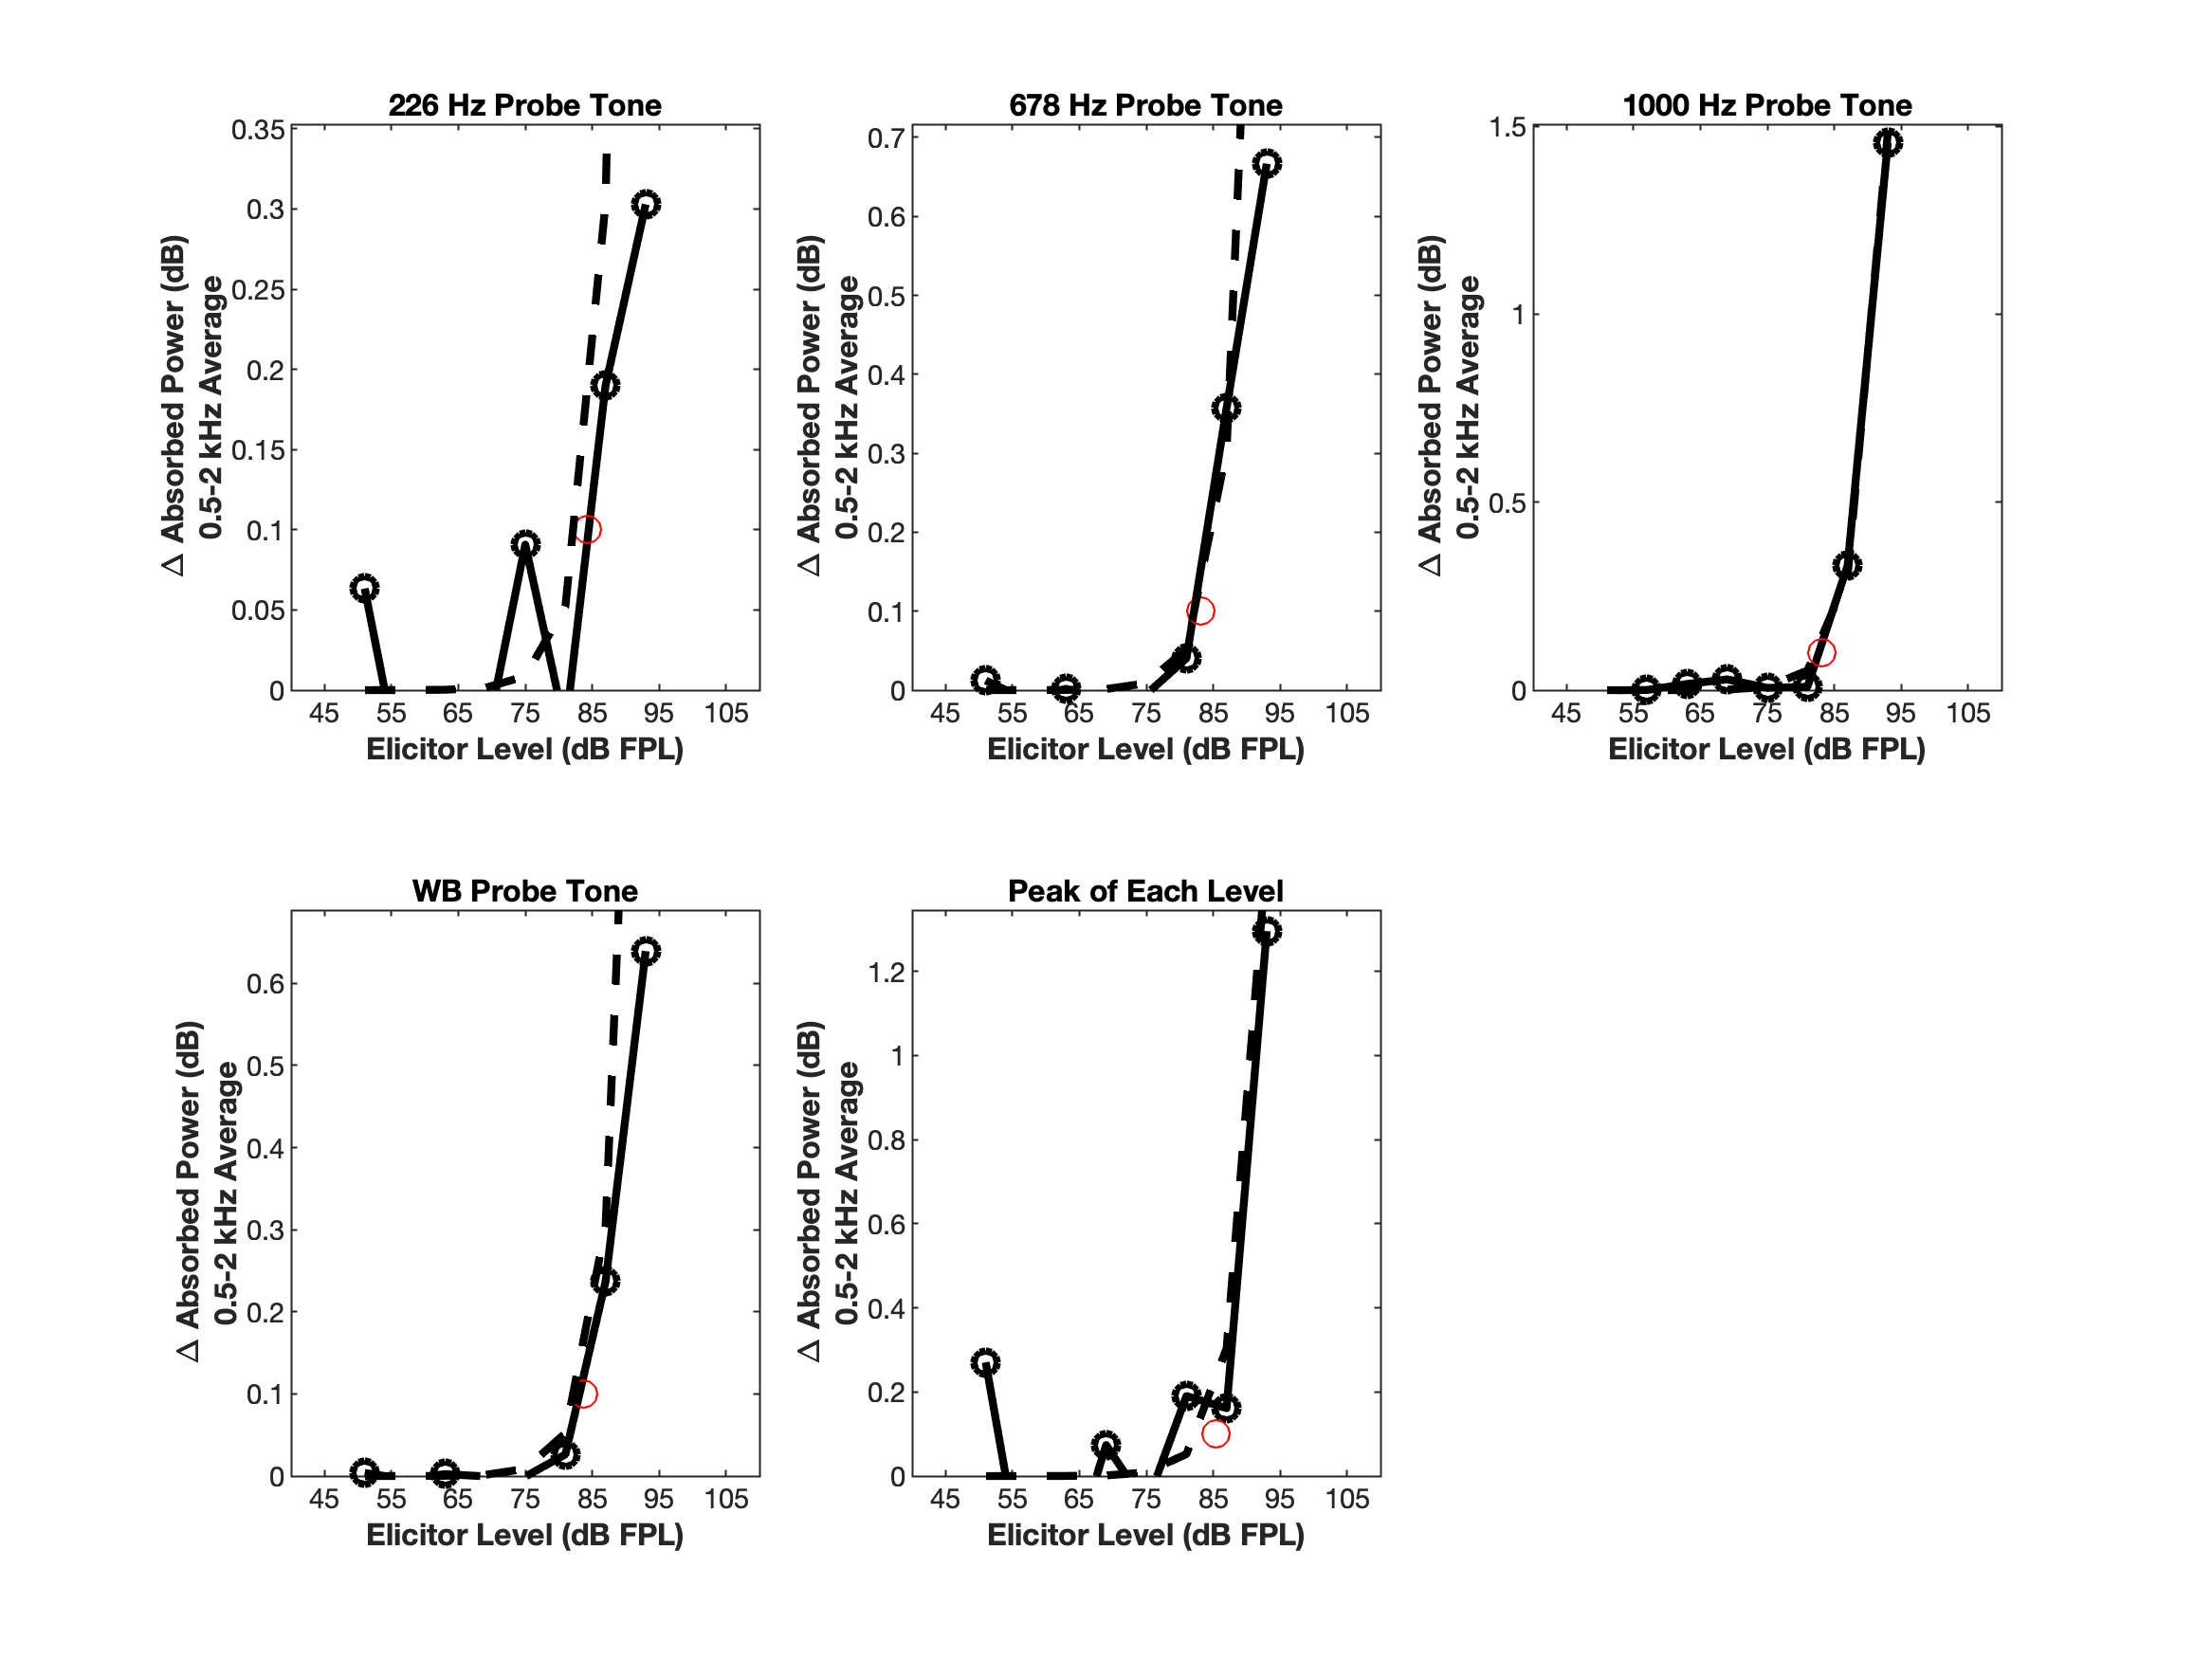 226 Hz Probe Tone
0.35
0.3
0.25
0.2
0.15
0.1
0.05
0
45 55 65 75 85 95 105
Elicitor Level (dB FPL)
Δ Absorbed Power (dB)
0.5-2 kHz Average
678 Hz Probe Tone
0.7
0.6
0.5
0.4
0.3
0.2
0.1
0
45 55 65 75 85 95 105
Elicitor Level (dB FPL)
Δ Absorbed Power (dB)
0.5-2 kHz Average
1000 Hz Probe Tone
1.5
1
0.5
0
45 55 65 75 85 95 105
Elicitor Level (dB FPL)
Δ Absorbed Power (dB)
0.5-2 kHz Average
WB Probe Tone
0.6
0.5
0.4
0.3
0.2
0.1
0
45 55 65 75 85 95 105
Elicitor Level (dB FPL)
Δ Absorbed Power (dB)
0.5-2 kHz Average
Peak of Each Level
1.2
1
0.8
0.6
0.4
0.2
0
45 55 65 75 85 95 105
Elicitor Level (dB FPL)
Δ Absorbed Power (dB)
0.5-2 kHz Average